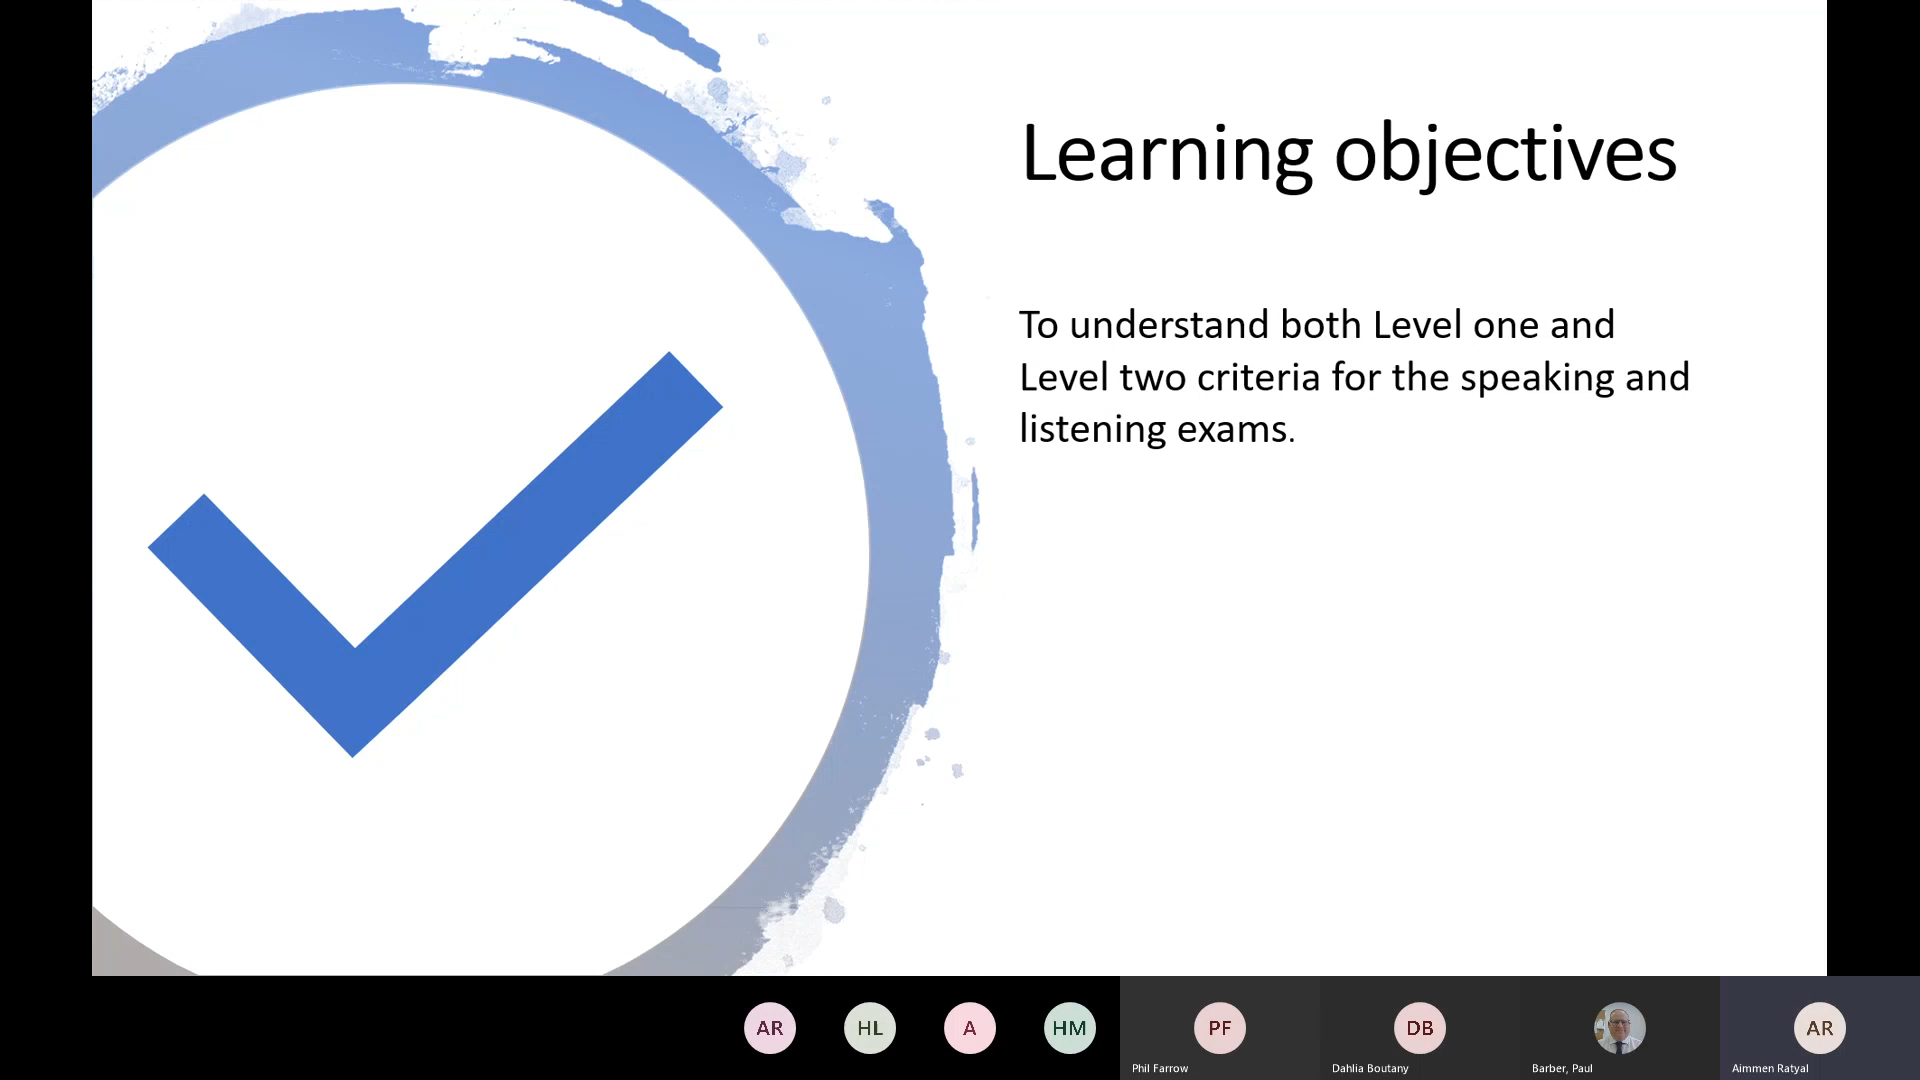 Learning objectives
To understand both Level one and
Level two criteria for the speaking and
listening exams.
AR
HL
A
HM
PF
DB
AR
Phil Farrow
Dahlia Boutany
Barber, Paul
Aimmen Ratyal